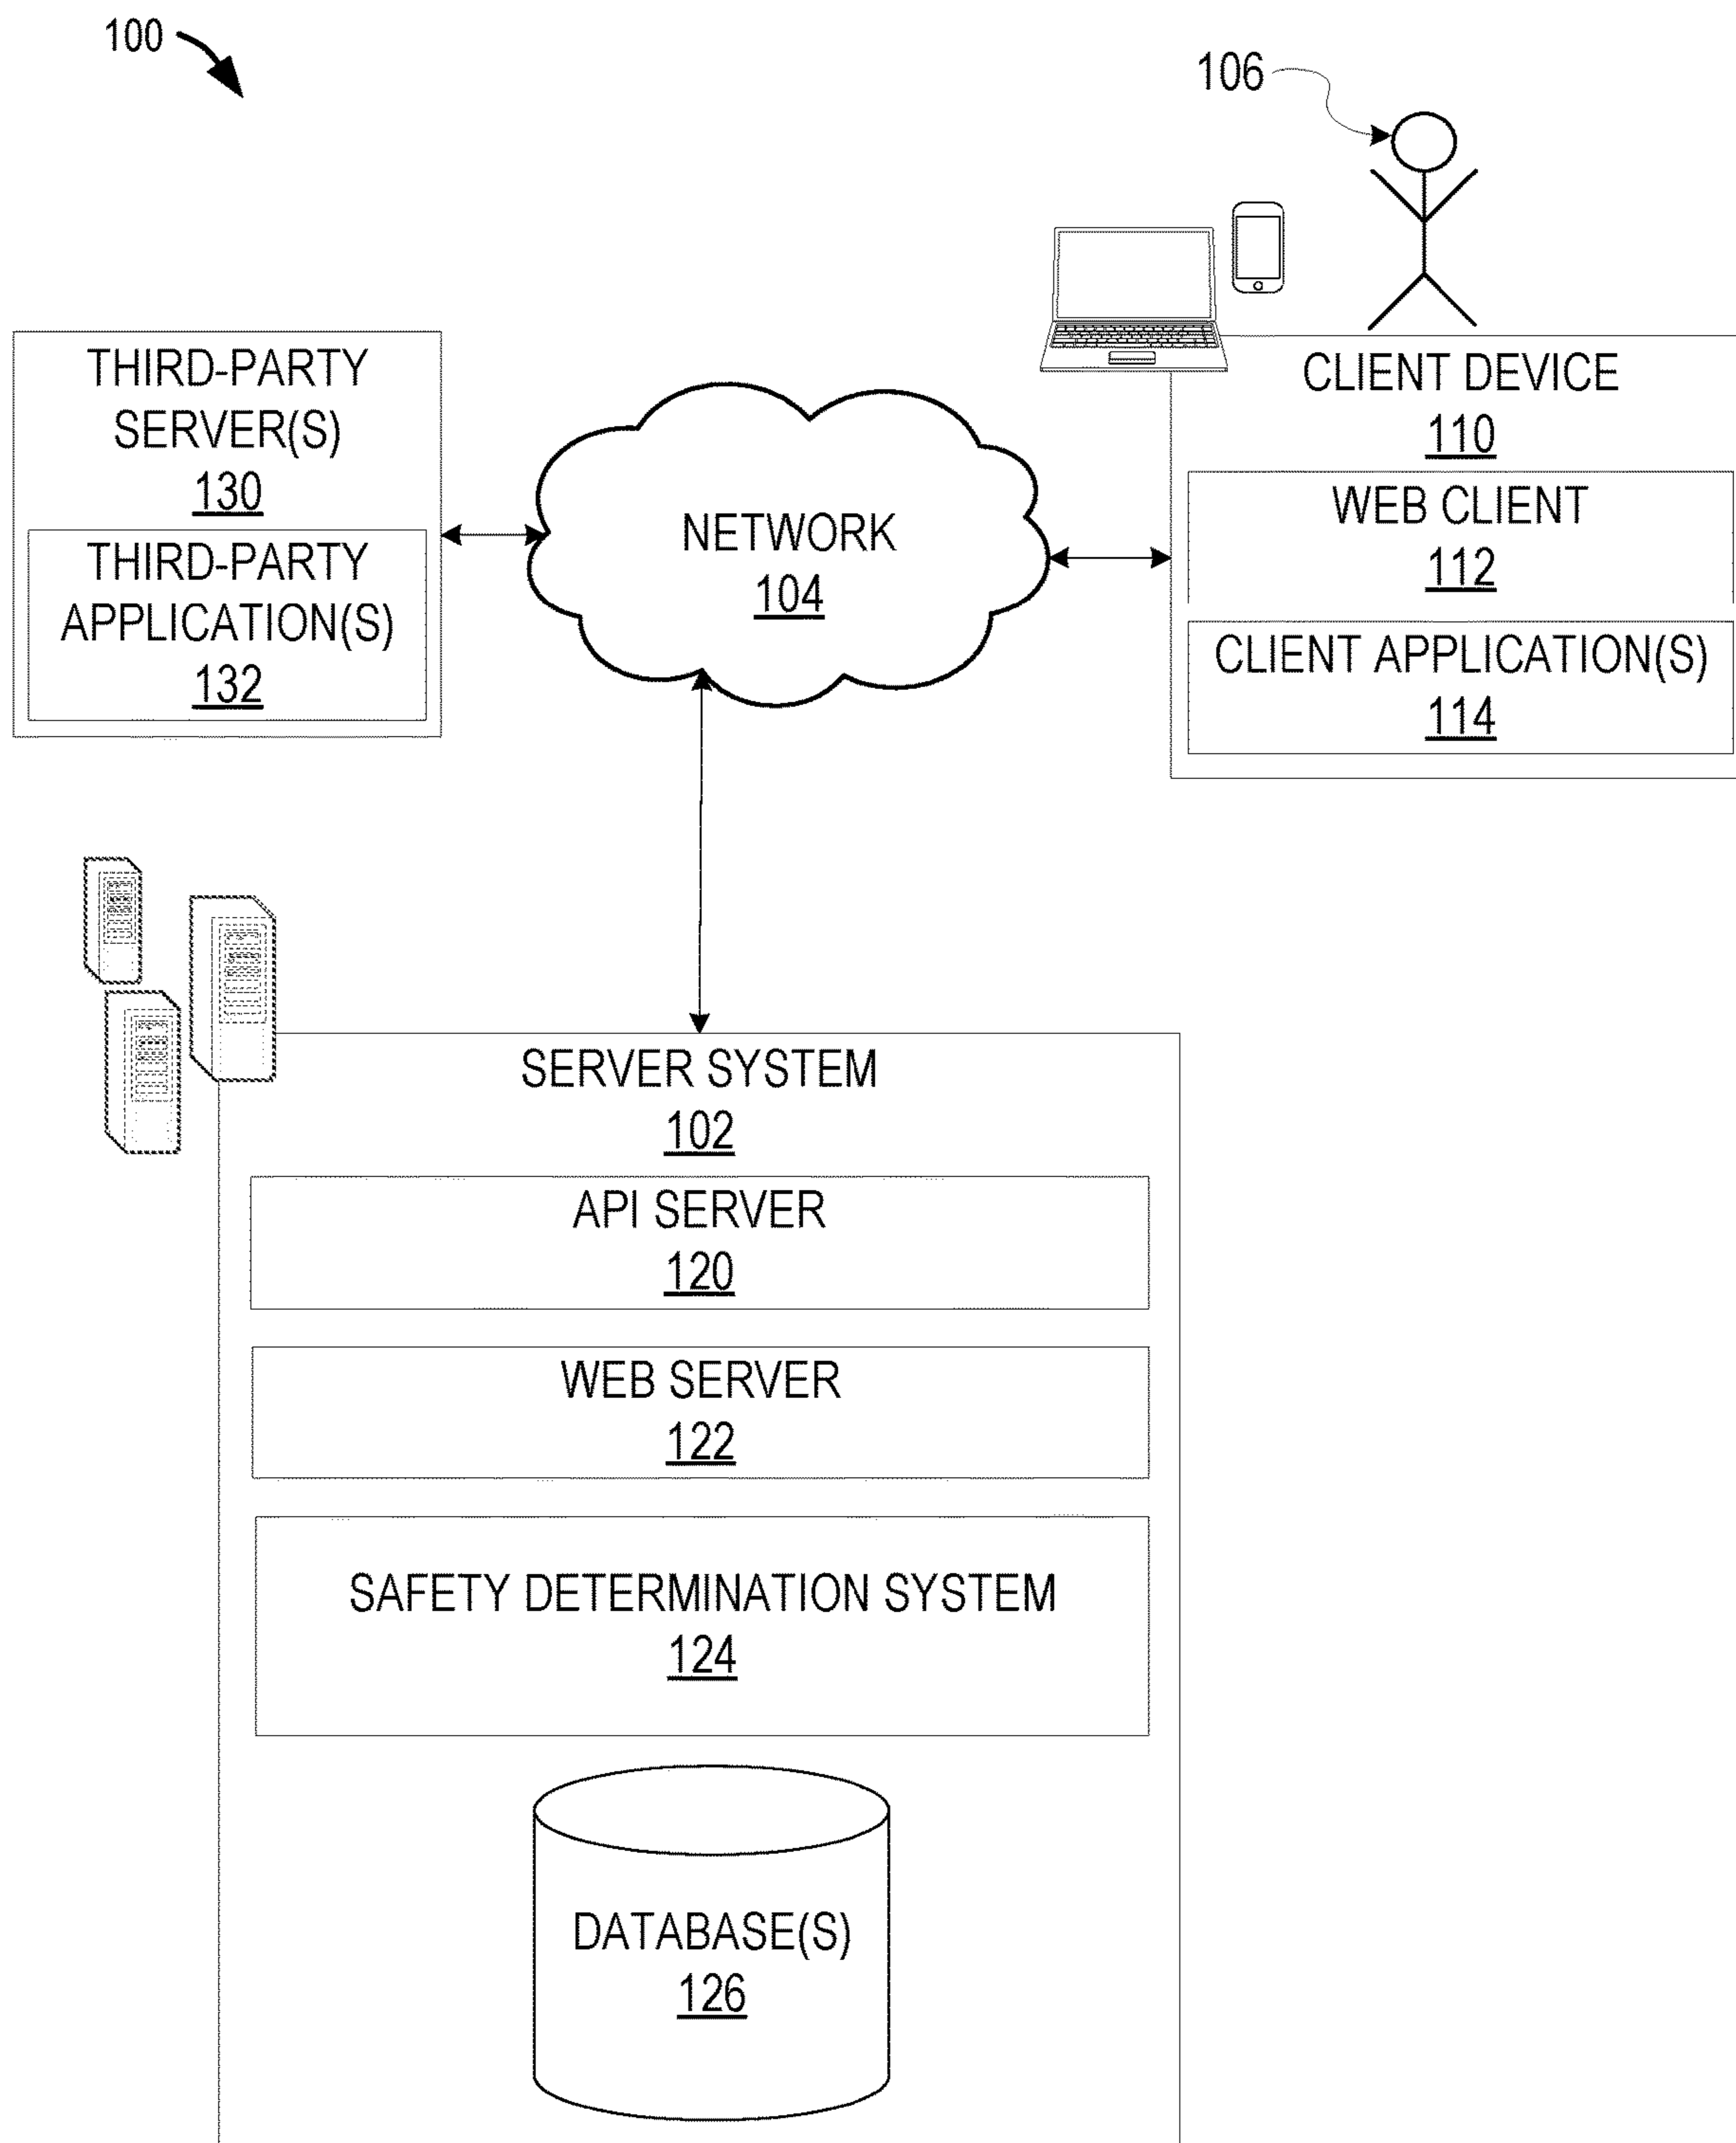 100
106
THIRD-PARTY
SERVER(S)
130
THIRD-PARTY
APPLICATION(S)
132
NETWORK
104
CLIENT DEVICE
110
WEB CLIENT
112
CLIENT APPLICATION(S)
114
SERVER SYSTEM
102
API SERVER
120
WEB SERVER
122
SAFETY DETERMINATION SYSTEM
124
DATABASE(S)
126